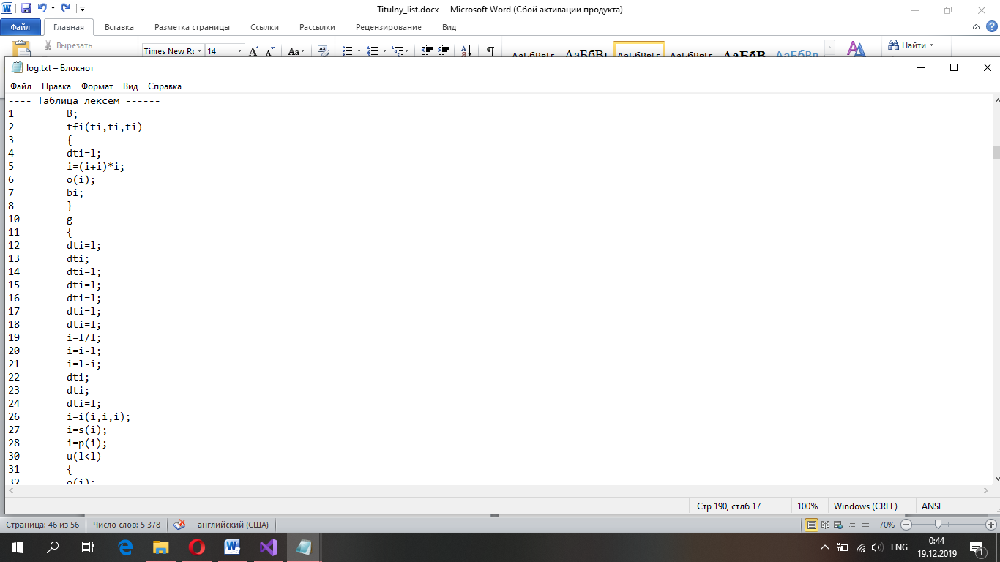 Titulny_list.docx - Microsoft Word (Сбой активации продукта)
Файл Главная Вставка Разметка страницы Ссылки Рассылки Рецензирование Вид
Вырезать Times New Rc 14 Найти
АаБбВвГг АаБбВвГг АаБбВвГг АаБбВвГг АаБбВ АаБбВв
log.txt – Блокнот
Файл Правка Формат Вид Справка
---- Таблица лексем ------
1 B;
2 tfi(ti,ti,ti)
3 {
4 dti=l;
5 i=(i+i)*i;
6 o(i);
7 bi;
8 }
10 g
11 {
12 dti=l;
13 dti;
14 dti=l;
15 dti=l;
16 dti=l;
17 dti=l;
18 dti=l;
19 i=l/l;
20 i=i-l;
21 i=l-i;
22 dti;
23 dti;
24 dti=l;
26 i=i(i,i,i);
27 i=s(i);
28 i=p(i);
30 u(l<l)
31 {
32 o(i);
Стр 190, стлб 17 100% Windows (CRLF) ANSI
Страница: 46 из 56 Число слов: 5 378 английский (США) 70%
ENG 0:44
19.12.2019 1